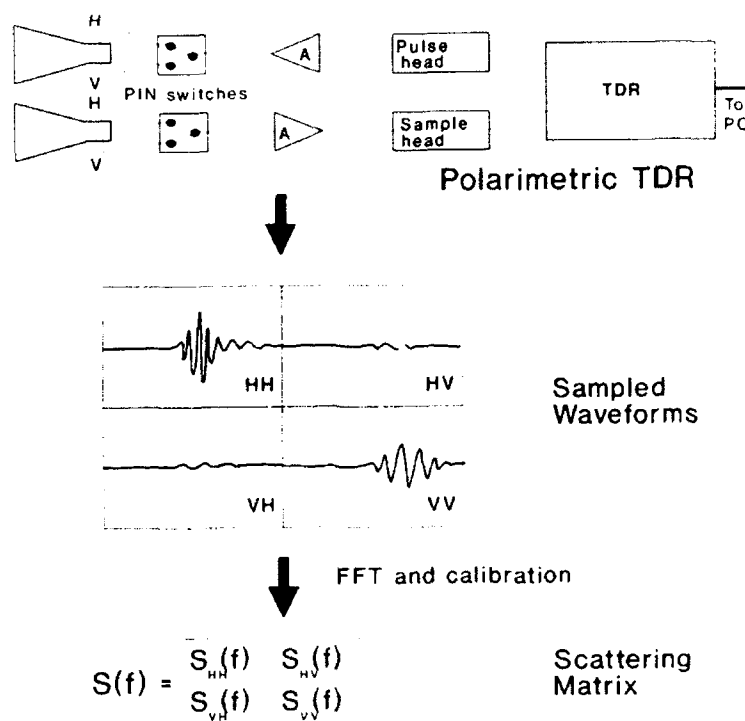 H
V
PIN switches
H
V
A
A
Pulse
head
Sample
head
TDR
To
PC
Polarimetric TDR
HH
HV
VH
VV
Sampled
Waveforms
FFT and calibration
S(f) =
S_HH(f) S_HV(f)
S_VH(f) S_VV(f)
Scattering
Matrix